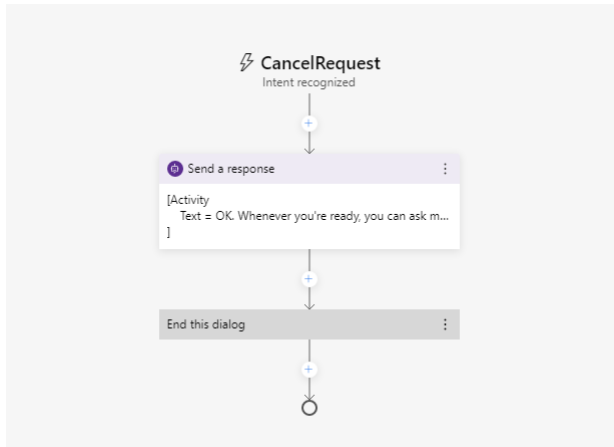 CancelRequest
Intent recognized
Send a response
[Activity
Text = OK. Whenever you're ready, you can ask m...
]
End this dialog